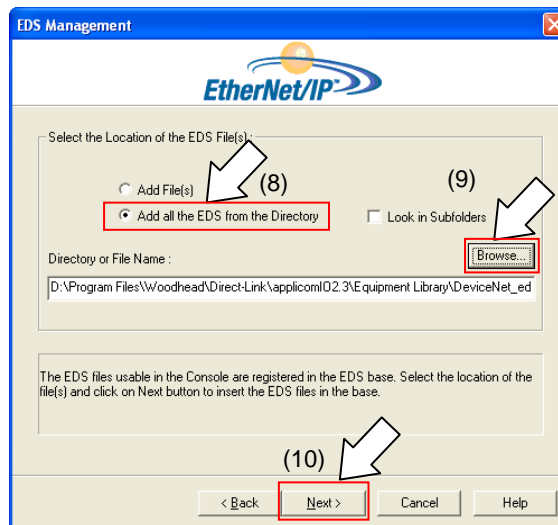 EDS Management
EtherNet/IP™
Select the Location of the EDS File(s) :
(8)
Add File(s)
(9)
Add all the EDS from the Directory
Look in Subfolders
Directory or File Name :
Browse...
D:\Program Files\Woodhead\Direct-Link\applicomIO2.3\Equipment Library\DeviceNet_ed
The EDS files usable in the Console are registered in the EDS base. Select the location of the
file(s) and click on Next button to insert the EDS files in the base.
(10)
< Back
Next >
Cancel
Help